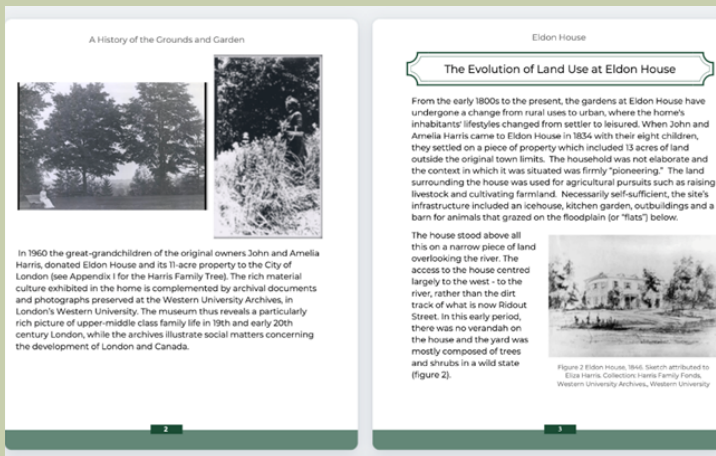 A History of the Grounds and Garden
In 1960 the great-grandchildren of the original owners John and Amelia
Harris, donated Eldon House and its 11-acre property to the City of
London (see Appendix I for the Harris Family Tree). The rich material
culture exhibited in the home is complemented by archival documents
and photographs preserved at the Western University Archives, in
London's Western University. The museum thus reveals a particularly
rich picture of upper-middle class family life in 19th and early 20th
century London, while the archives illustrate social matters concerning
the development of London and Canada.
2
Eldon House
The Evolution of Land Use at Eldon House
From the early 1800s to the present, the gardens at Eldon House have
undergone a change from rural uses to urban, where the home's
inhabitants' lifestyles changed from settler to leisured. When John and
Amelia Harris came to Eldon House in 1834 with their eight children,
they settled on a piece of property which included 13 acres of land
outside the original town limits. The household was not elaborate and
the context in which it was situated was firmly "pioneering." The land
surrounding the house was used for agricultural pursuits such as raising
livestock and cultivating farmland. Necessarily self-sufficient, the site's
infrastructure included an icehouse, kitchen garden, outbuildings and a
barn for animals that grazed on the floodplain (or "flats") below.
The house stood above all
this on a narrow piece of land
overlooking the river. The
access to the house centred
largely to the west - to the
river, rather than the dirt
track of what is now Ridout
Street. In this early period,
there was no verandah on
the house and the yard was
mostly composed of trees
and shrubs in a wild state
(figure 2).
Figure 2 Eldon House, 1846. Sketch attributed to
Eliza Harris. Collection: Harris Family Fonds,
Western University Archives,, Western University
3